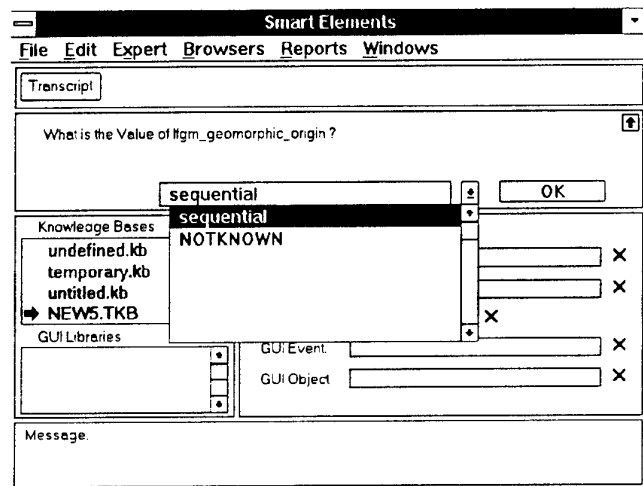 Smart Elements
File Edit Expert Browsers Reports Windows
Transcript
What is the Value of ltgm_geomorphic_origin ?
sequential OK
sequential
NOTKNOWN
Knowledge Bases
undefined.kb
temporary.kb
untitled.kb
NEW5.TKB
GUI Libraries
GUI Event.
GUI Object
Message.